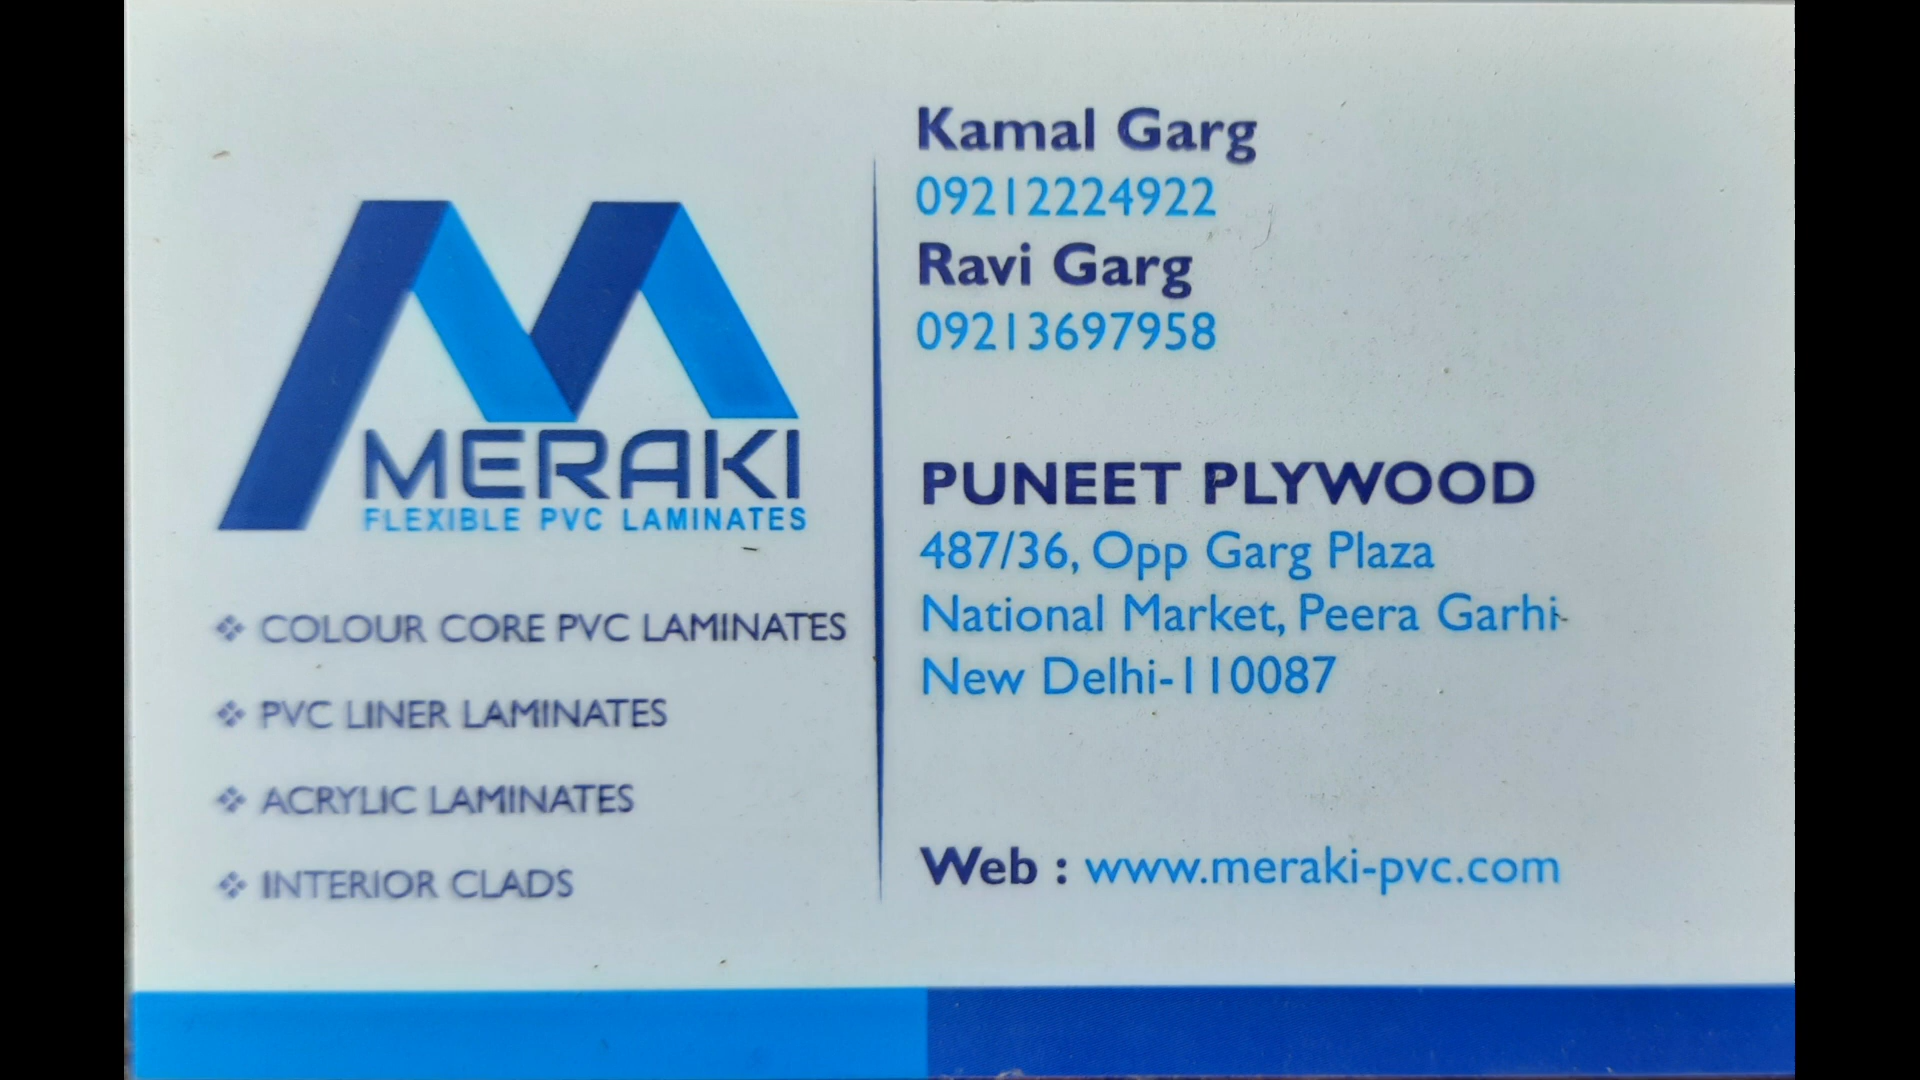 MERAKI
FLEXIBLE PVC LAMINATES
❖ COLOUR CORE PVC LAMINATES
❖ PVC LINER LAMINATES
❖ ACRYLIC LAMINATES
❖ INTERIOR CLADS
Kamal Garg
09212224922
Ravi Garg
09213697958
PUNEET PLYWOOD
487/36, Opp Garg Plaza
National Market, Peera Garhi
New Delhi-110087
Web : www.meraki-pvc.com